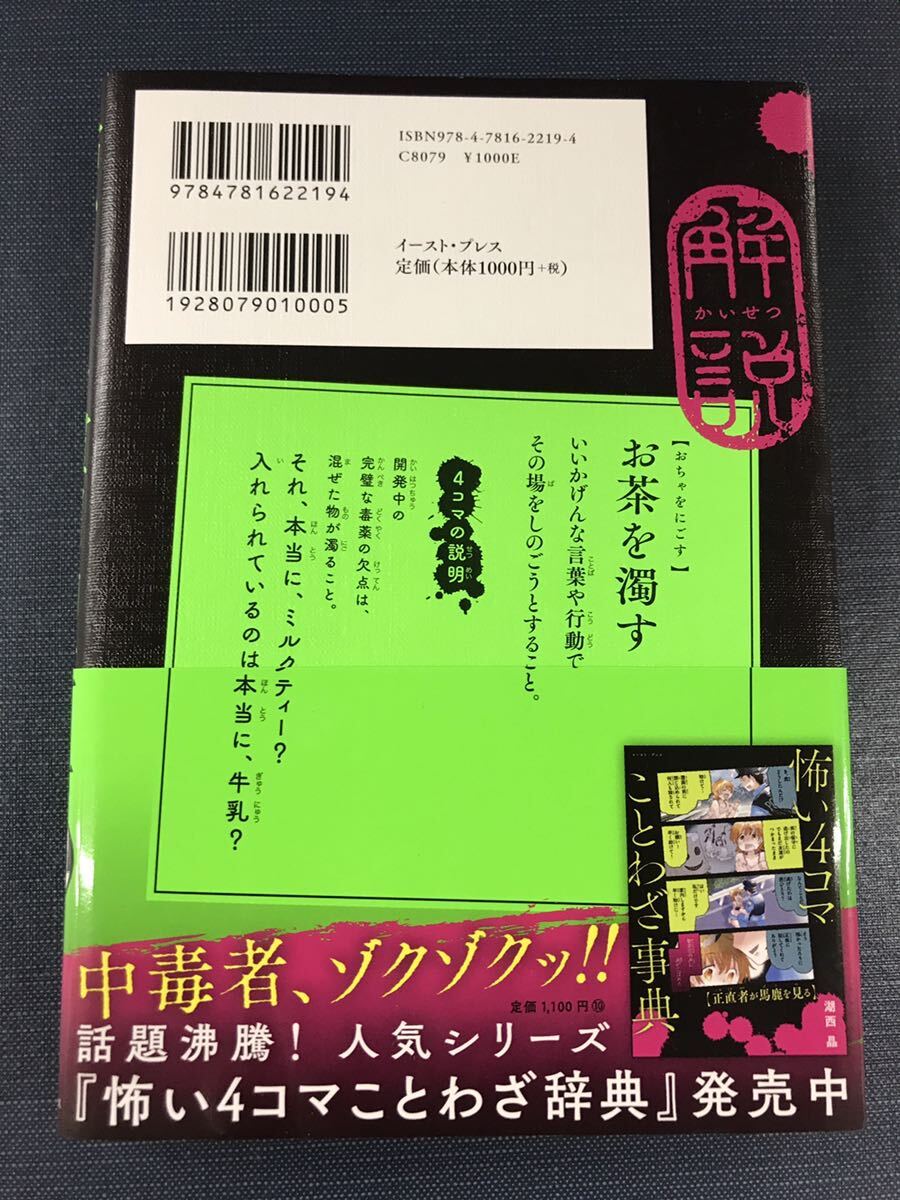 ISBN978-4-7816-2219-4
C8079 ¥1000E
9784781622194
イースト・プレス
定価(本体1000円+税)
1928079010005
解説
かいせつ
【おちゃをにごす】
お茶を濁す
いいかげんな言葉や行動で
その場をしのごうとすること。
4コマの説明
開発中の
完璧な毒薬の欠点は、
混ぜた物が濁ること。
それ、本当に、ミルクティー?
入れられているのは本当に、牛乳?
怖い4コマ
ことわざ事典
【正直者が馬鹿を見る】
湖西晶
中毒者、ゾクゾクッ!!
定価1,100円⑩
話題沸騰! 人気シリーズ
『怖い4コマことわざ辞典』発売中